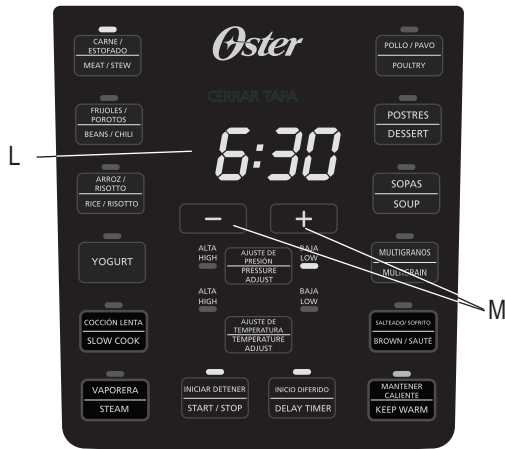 CARNE /
ESTOFADO
MEAT / STEW
Oster
POLLO / PAVO
POULTRY
CERRAR TAPA
FRIJOLES /
POROTOS
BEANS / CHILI
POSTRES
DESSERT
L
6:30
ARROZ /
RISOTTO
RICE / RISOTTO
SOPAS
SOUP
−
+
YOGURT
ALTA
HIGH
AJUSTE DE
PRESIÓN
PRESSURE
ADJUST
BAJA
LOW
MULTIGRANOS
MULTIGRAIN
ALTA
HIGH
AJUSTE DE
TEMPERATURA
TEMPERATURE
ADJUST
BAJA
LOW
M
COCCIÓN LENTA
SLOW COOK
SALTEADO/ SOFRITO
BROWN / SAUTÉ
VAPORERA
STEAM
INICIAR DETENER
START / STOP
INICIO DIFERIDO
DELAY TIMER
MANTENER
CALIENTE
KEEP WARM